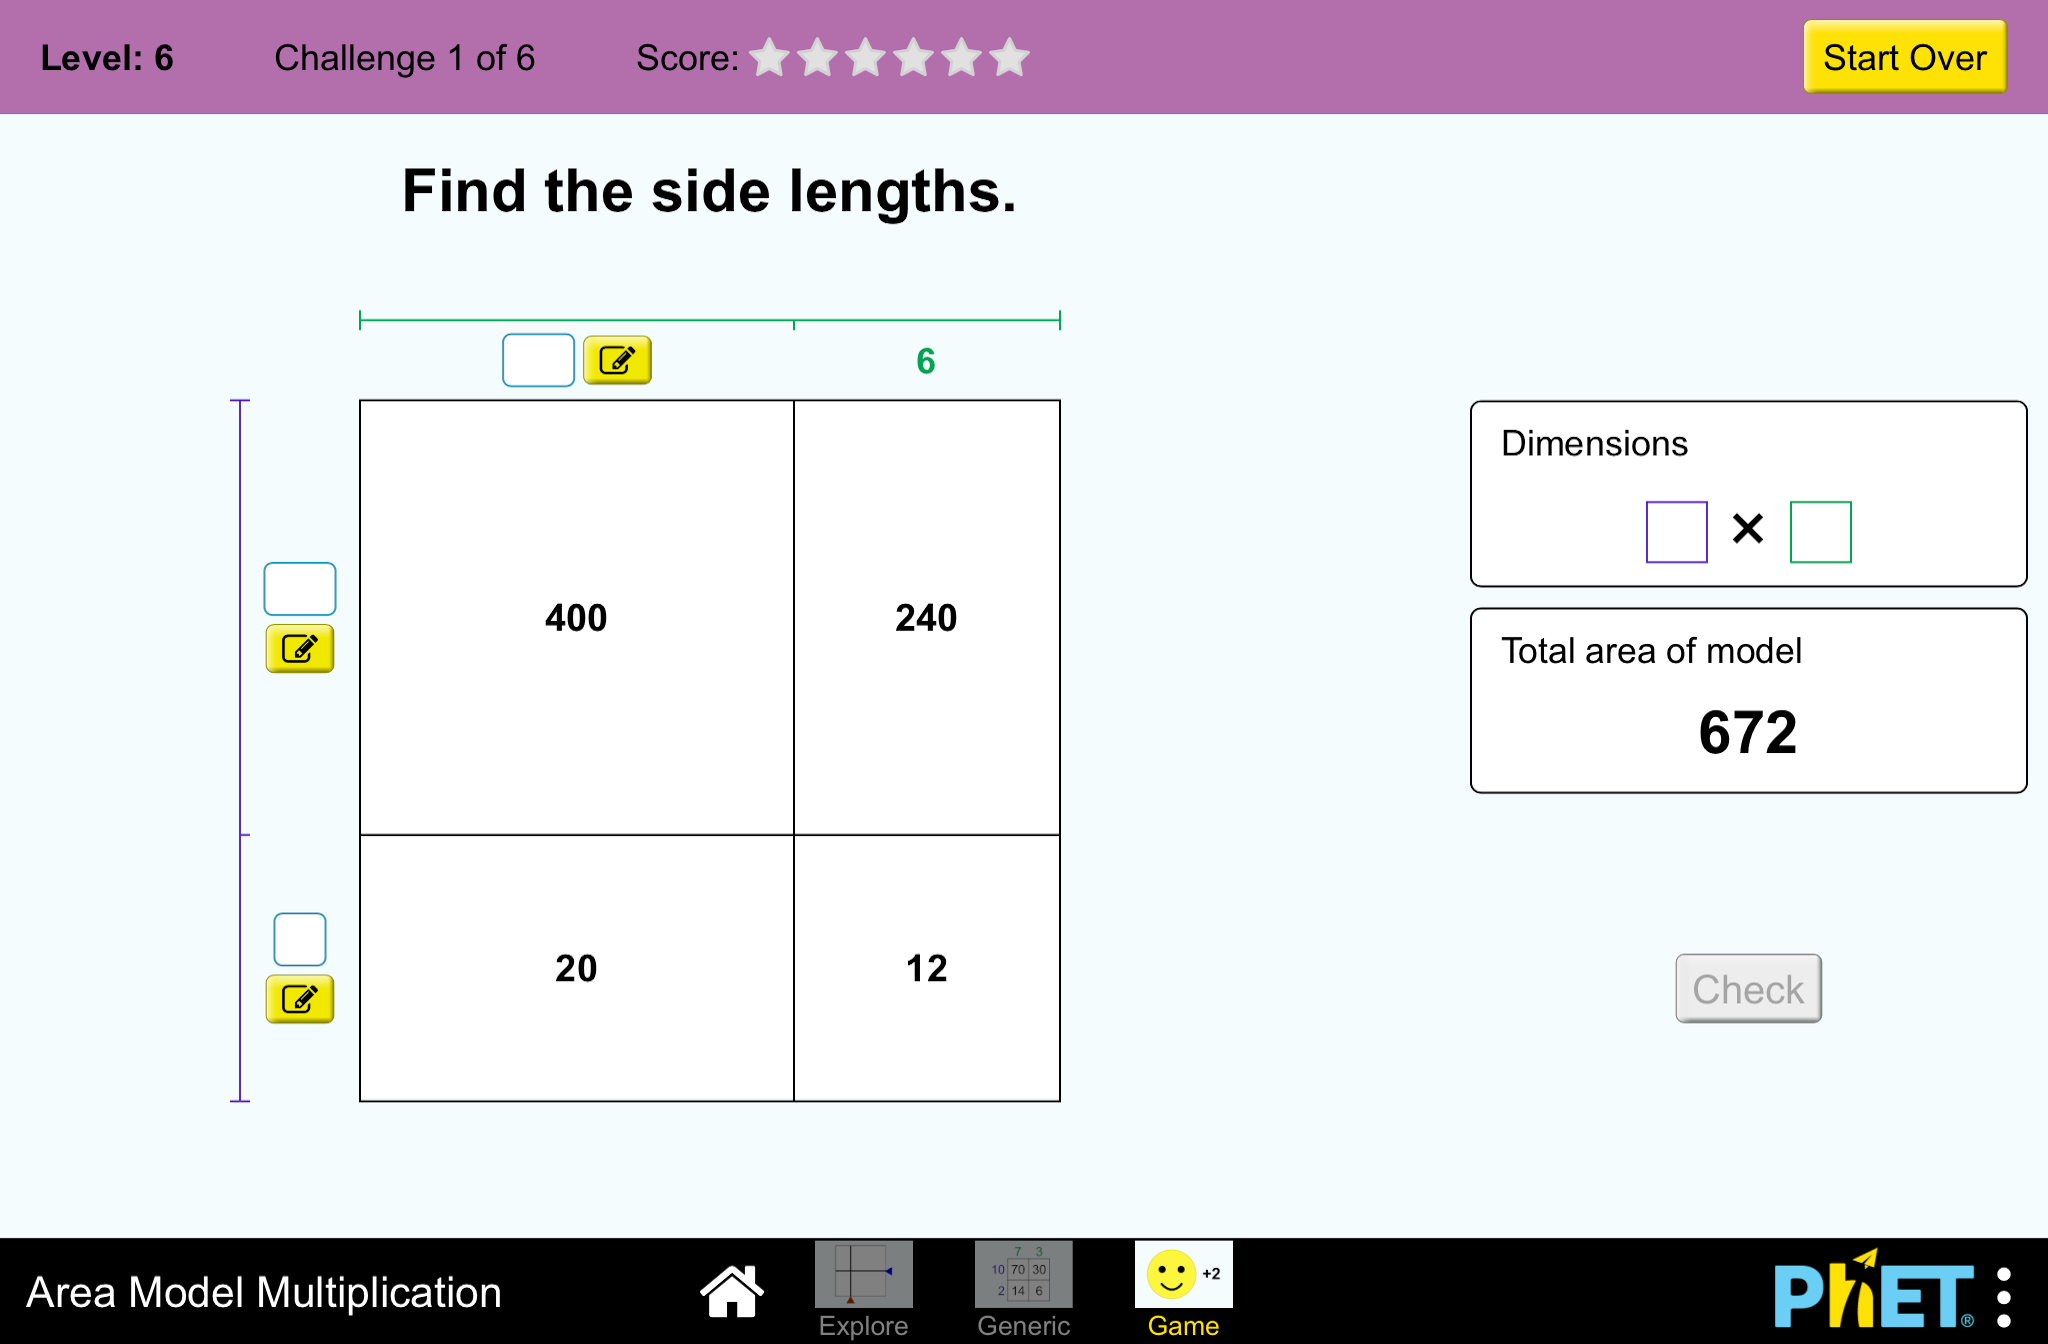 Level: 6 Challenge 1 of 6 Score: Start Over
Find the side lengths.
6
400 240
20 12
Dimensions
×
Total area of model
672
Check
Area Model Multiplication
7 3
10 70 30
2 14 6
+2
Explore Generic Game
PhET®